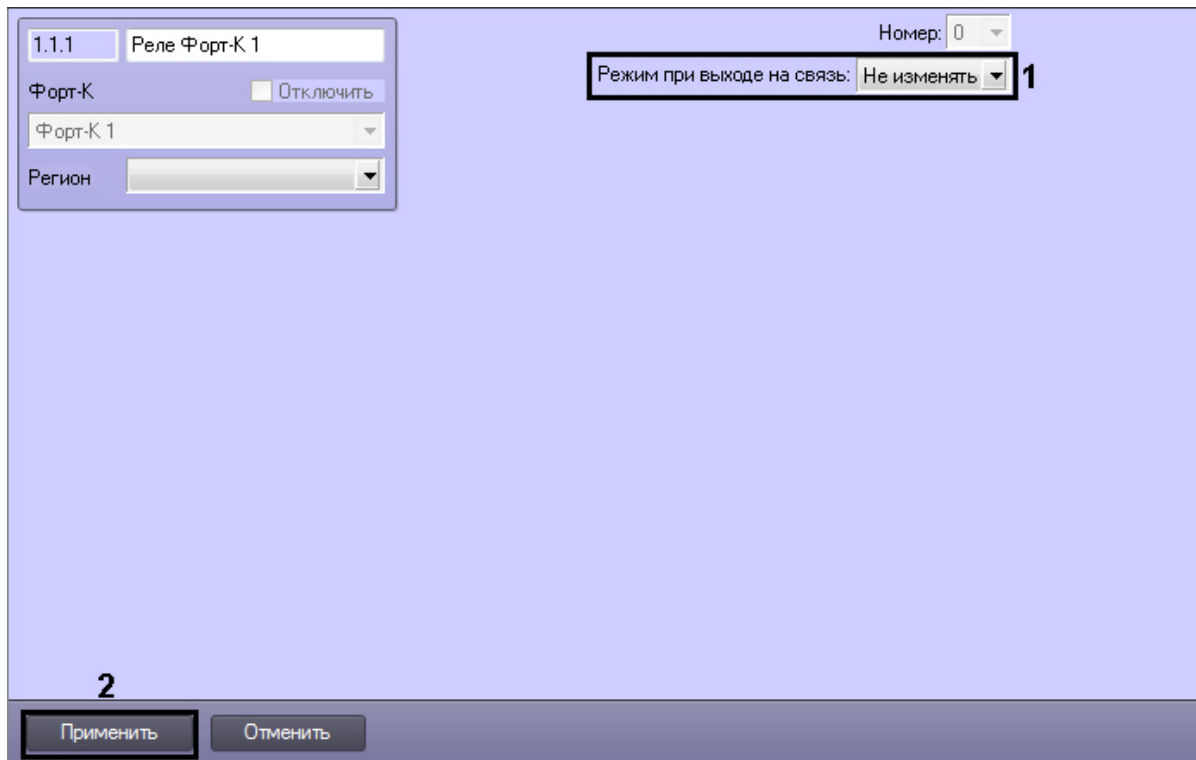 1.1.1 Реле Форт-К 1
Форт-К Отключить
Форт-К 1
Регион
Номер: 0
Режим при выходе на связь: Не изменять 1
2
Применить Отменить